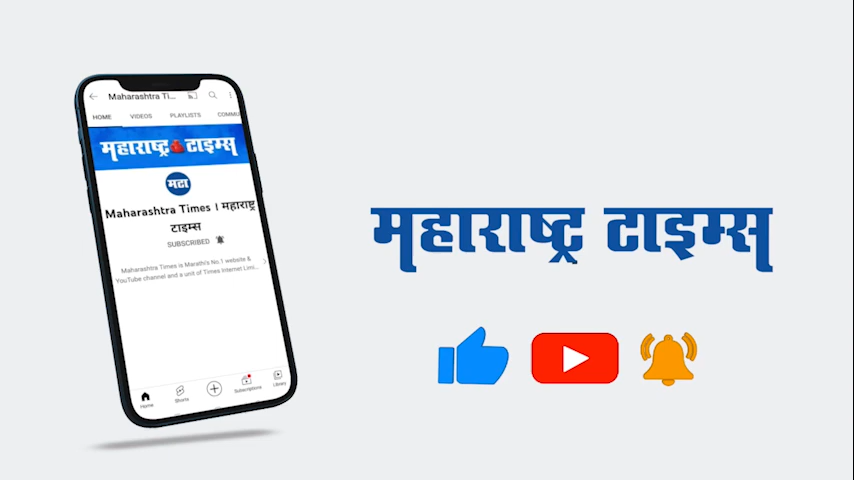 Maharashtra Ti...
HOME VIDEOS PLAYLISTS COMMU
महाराष्ट्र टाइम्स
मटा
Maharashtra Times । महाराष्ट्र
टाइम्स
SUBSCRIBED
Maharashtra Times is Marathi's No.1 website &
YouTube channel and a unit of Times Internet Limi...
Home Shorts Subscriptions Library
महाराष्ट्र टाइम्स